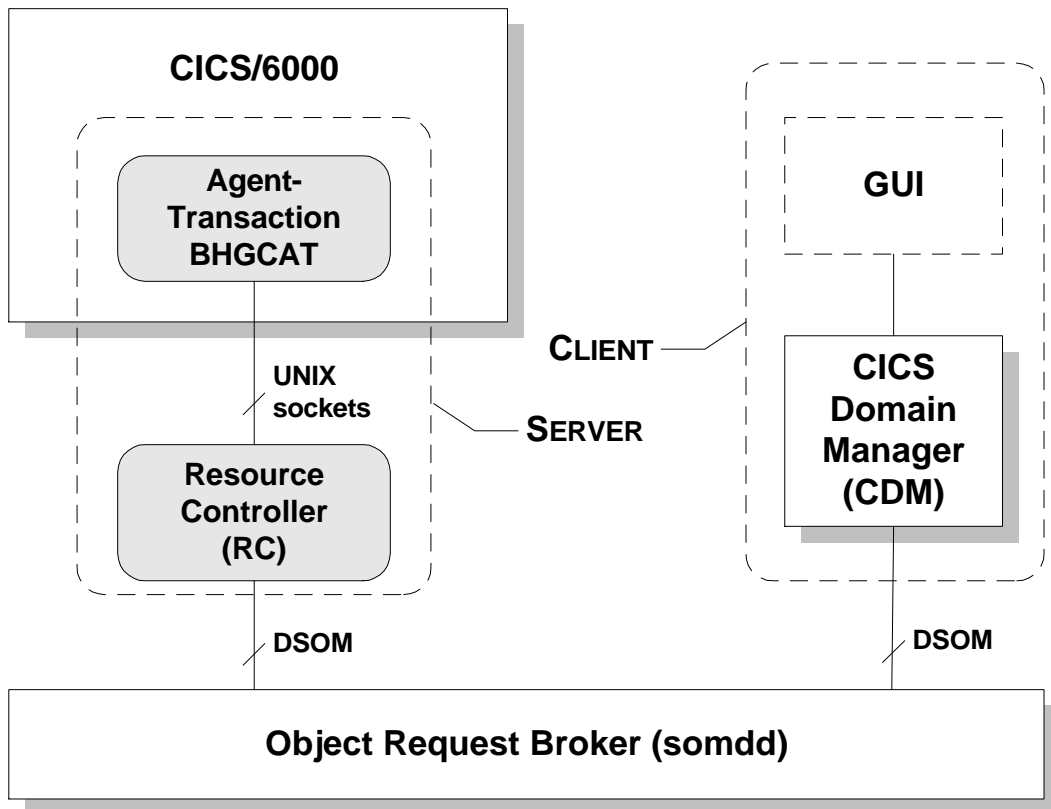 CICS/6000
Agent-
Transaction
BHGCAT
UNIX
sockets
Resource
Controller
(RC)
DSOM
SERVER
CLIENT
GUI
CICS
Domain
Manager
(CDM)
DSOM
Object Request Broker (somdd)